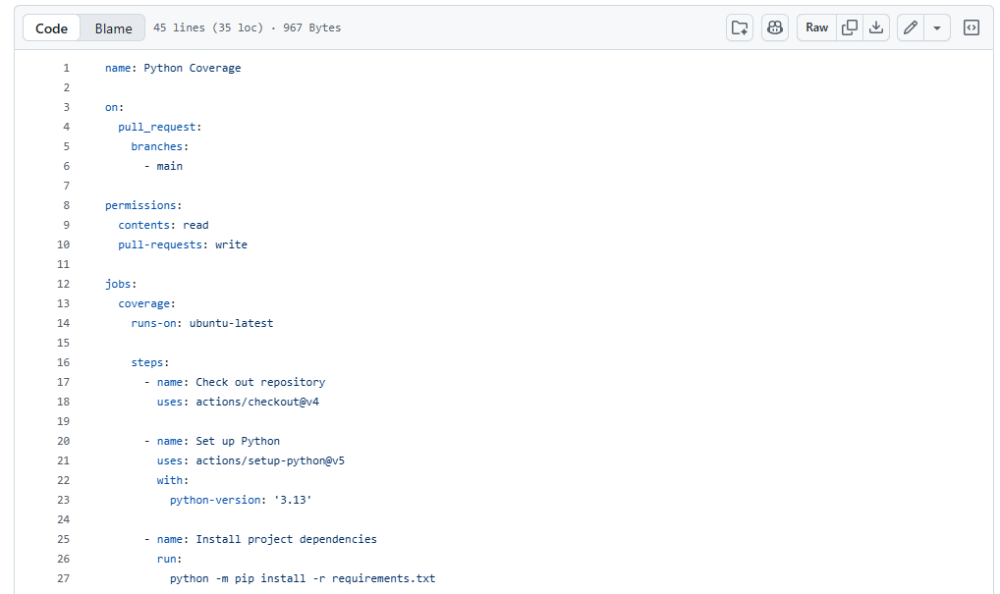 Code Blame 45 lines (35 loc) · 967 Bytes Raw
1 name: Python Coverage
2
3 on:
4   pull_request:
5     branches:
6       - main
7
8 permissions:
9   contents: read
10   pull-requests: write
11
12 jobs:
13   coverage:
14     runs-on: ubuntu-latest
15
16     steps:
17       - name: Check out repository
18         uses: actions/checkout@v4
19
20       - name: Set up Python
21         uses: actions/setup-python@v5
22         with:
23           python-version: '3.13'
24
25       - name: Install project dependencies
26         run:
27           python -m pip install -r requirements.txt